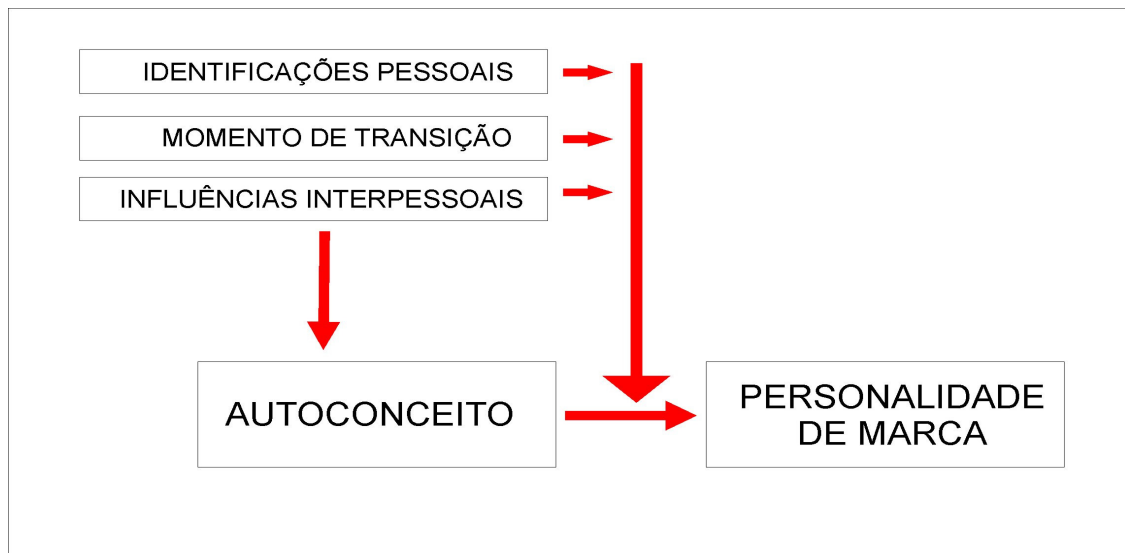 IDENTIFICAÇÕES PESSOAIS
MOMENTO DE TRANSIÇÃO
INFLUÊNCIAS INTERPESSOAIS
AUTOCONCEITO
PERSONALIDADE
DE MARCA